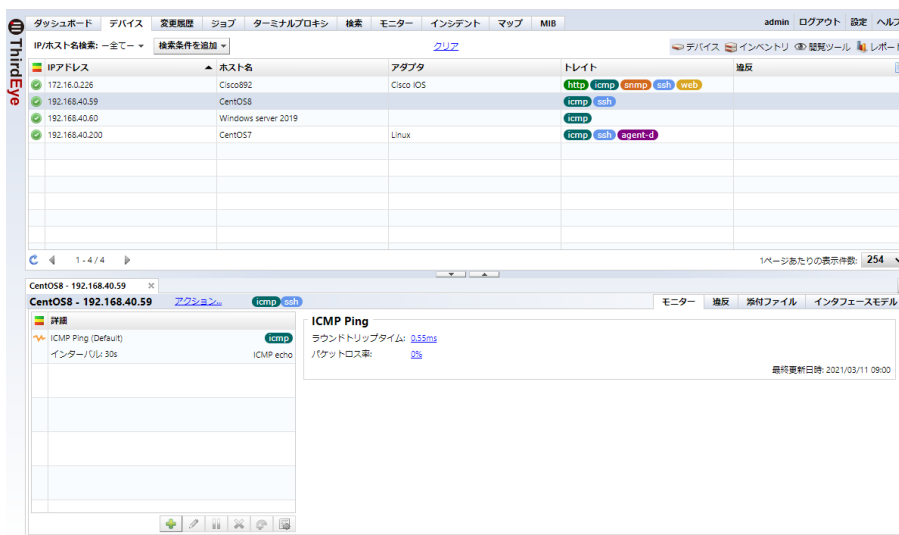 ThirdEye
ダッシュボード デバイス 変更履歴 ジョブ ターミナルプロキシ 検索 モニター インシデント マップ MIB admin ログアウト 設定 ヘルプ
IP/ホスト名検索: -全て- 検索条件を追加 クリア デバイス インベントリ 閲覧ツール レポート
IPアドレス ホスト名 アダプタ トレイト 違反
172.16.0.226 Cisco892 Cisco IOS http icmp snmp ssh web
192.168.40.59 CentOS8 icmp ssh
192.168.40.60 Windows server 2019 icmp
192.168.40.200 CentOS7 Linux icmp ssh agent-d
1 - 4 / 4 1ページあたりの表示件数: 254
CentOS8 - 192.168.40.59 ×
CentOS8 - 192.168.40.59 アクション... icmp ssh モニター 違反 添付ファイル インタフェースモデル
詳細
ICMP Ping (Default) icmp
インターバル: 30s ICMP echo
ICMP Ping
ラウンドトリップタイム: 0.55ms
パケットロス率: 0%
最終更新日時: 2021/03/11 09:00